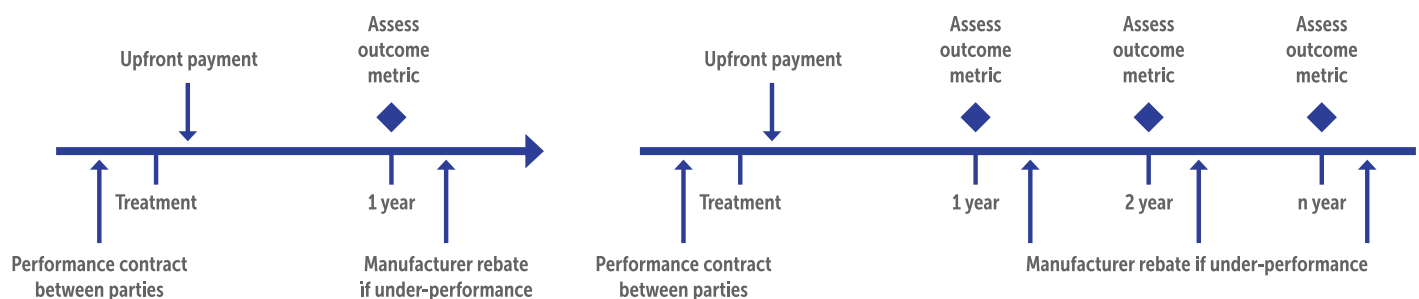 Assess
outcome
metric
Upfront payment
Treatment
1 year
Performance contract
between parties
Manufacturer rebate
if under-performance
Upfront payment
Assess
outcome
metric
Assess
outcome
metric
Assess
outcome
metric
Treatment
1 year
2 year
n year
Performance contract
between parties
Manufacturer rebate if under-performance